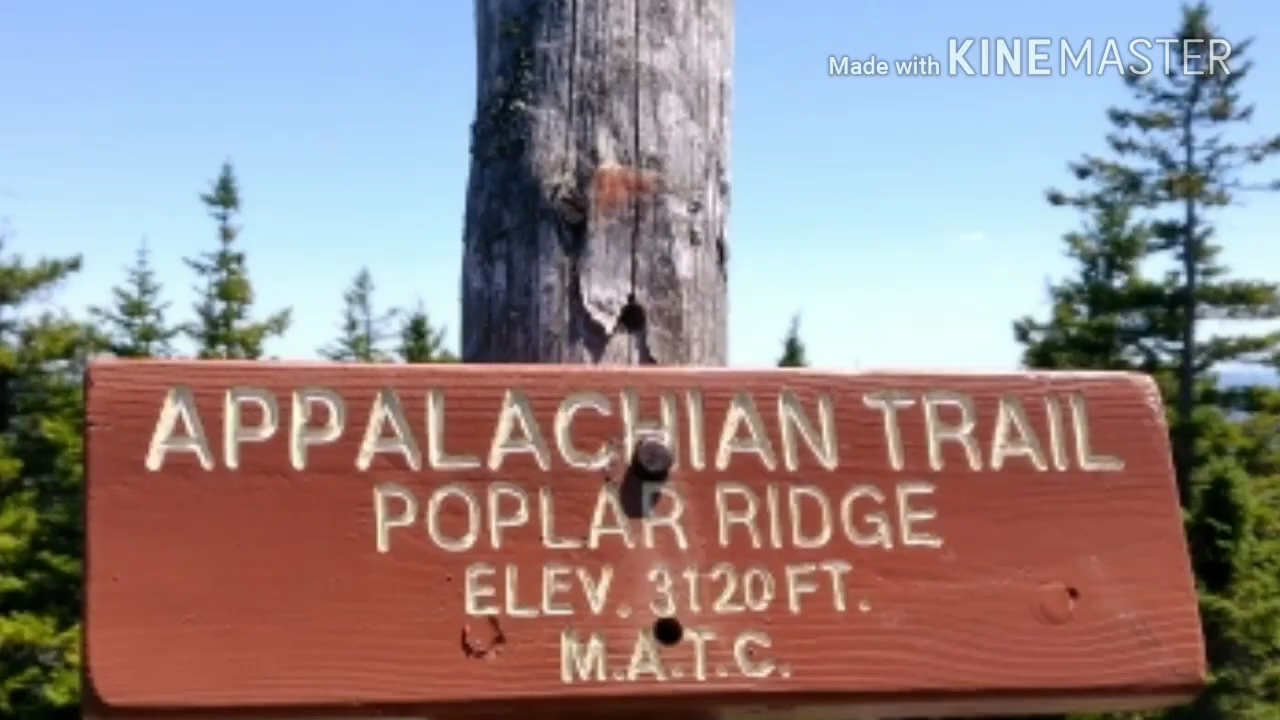 Made with KINEMASTER
APPALACHIAN TRAIL
POPLAR RIDGE
ELEV. 3120 FT.
M.A.T.C.